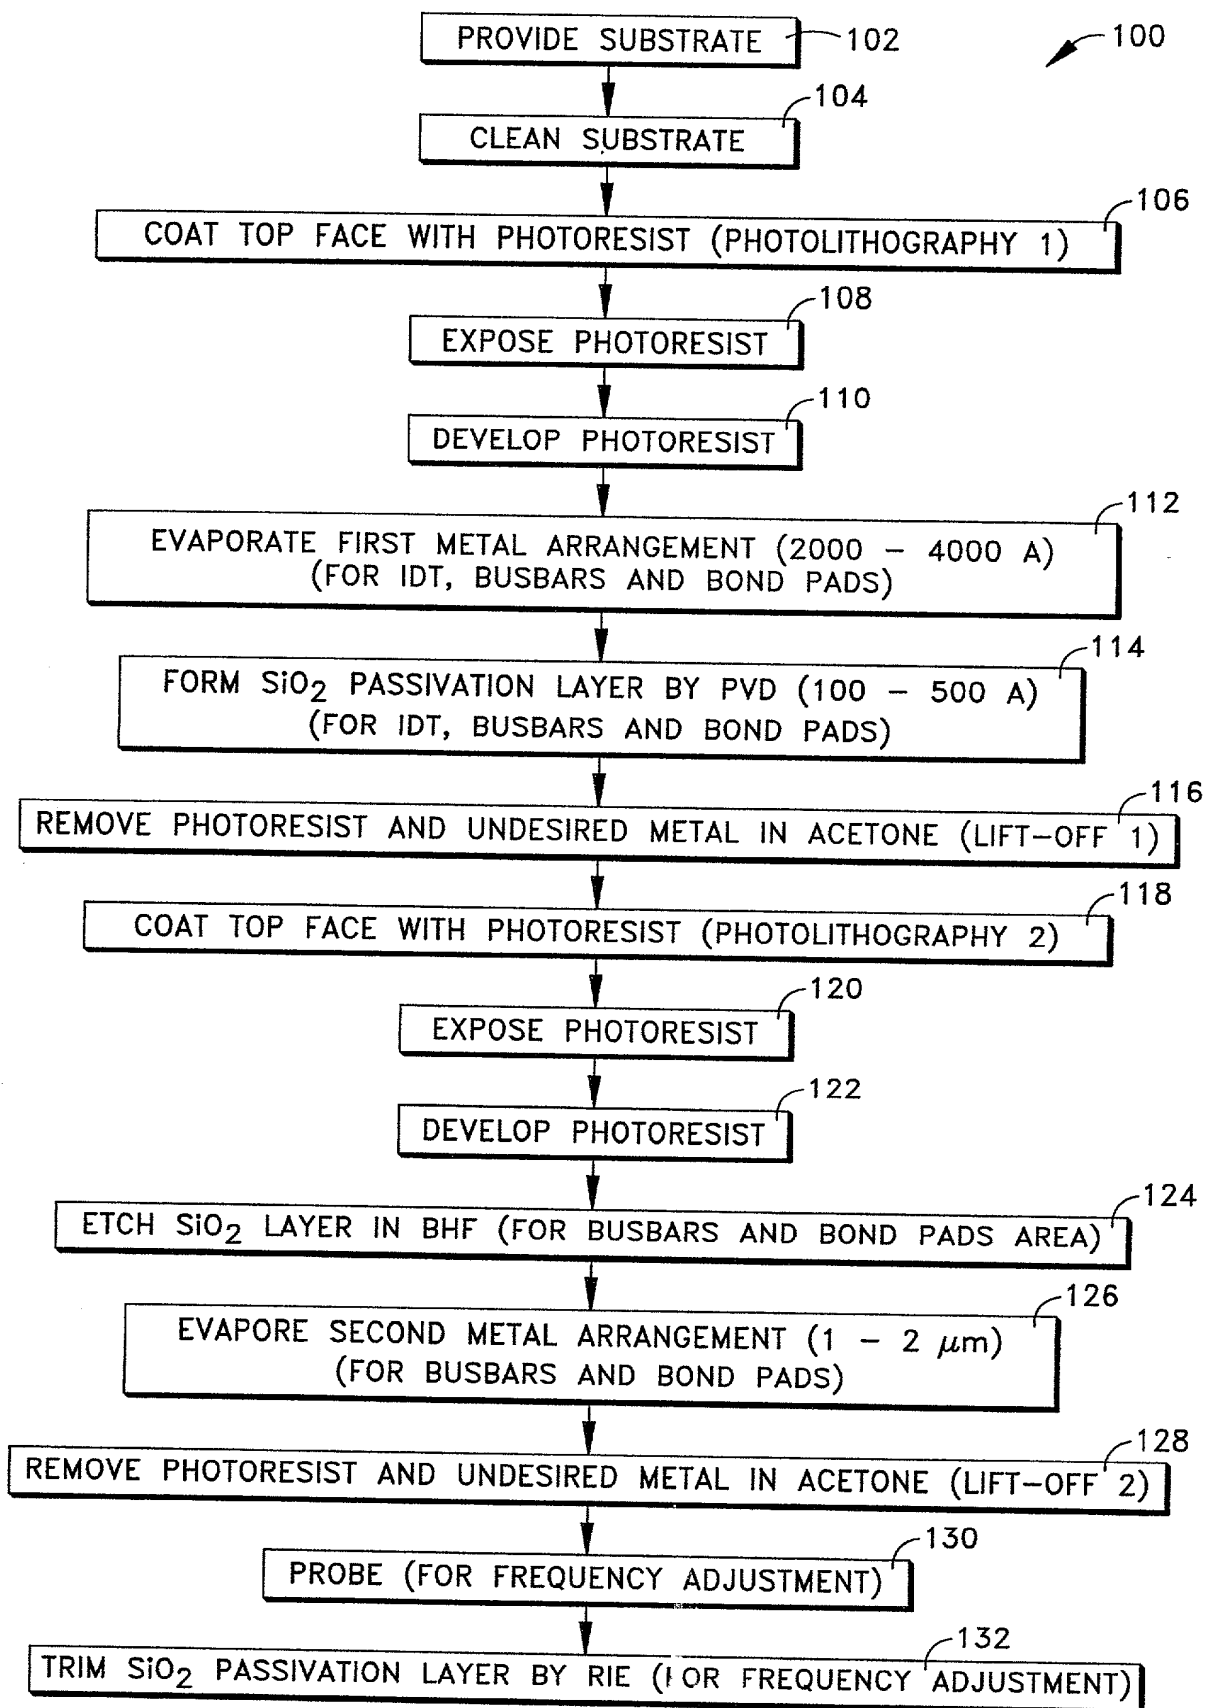 PROVIDE SUBSTRATE
102
100
104
CLEAN SUBSTRATE
106
COAT TOP FACE WITH PHOTORESIST (PHOTOLITHOGRAPHY 1)
108
EXPOSE PHOTORESIST
110
DEVELOP PHOTORESIST
112
EVAPORATE FIRST METAL ARRANGEMENT (2000 – 4000 A)
(FOR IDT, BUSBARS AND BOND PADS)
114
FORM SiO₂ PASSIVATION LAYER BY PVD (100 – 500 A)
(FOR IDT, BUSBARS AND BOND PADS)
116
REMOVE PHOTORESIST AND UNDESIRED METAL IN ACETONE (LIFT–OFF 1)
118
COAT TOP FACE WITH PHOTORESIST (PHOTOLITHOGRAPHY 2)
120
EXPOSE PHOTORESIST
122
DEVELOP PHOTORESIST
124
ETCH SiO₂ LAYER IN BHF (FOR BUSBARS AND BOND PADS AREA)
126
EVAPORE SECOND METAL ARRANGEMENT (1 – 2 μm)
(FOR BUSBARS AND BOND PADS)
128
REMOVE PHOTORESIST AND UNDESIRED METAL IN ACETONE (LIFT–OFF 2)
130
PROBE (FOR FREQUENCY ADJUSTMENT)
132
TRIM SiO₂ PASSIVATION LAYER BY RIE (FOR FREQUENCY ADJUSTMENT)